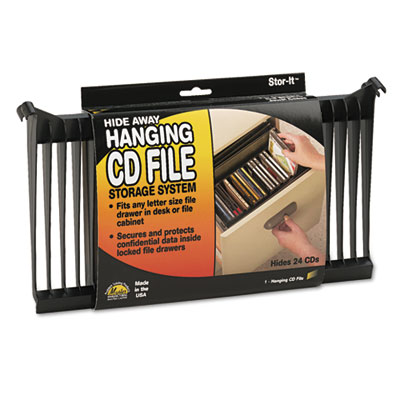 Stor-It™
HIDE AWAY
HANGING
CD FILE
STORAGE SYSTEM
• Fits any letter size file
drawer in desk or file
cabinet
• Secures and protects
confidential data inside
locked file drawers
Made in
the USA
Hides 24 CDs
1 - Hanging CD File